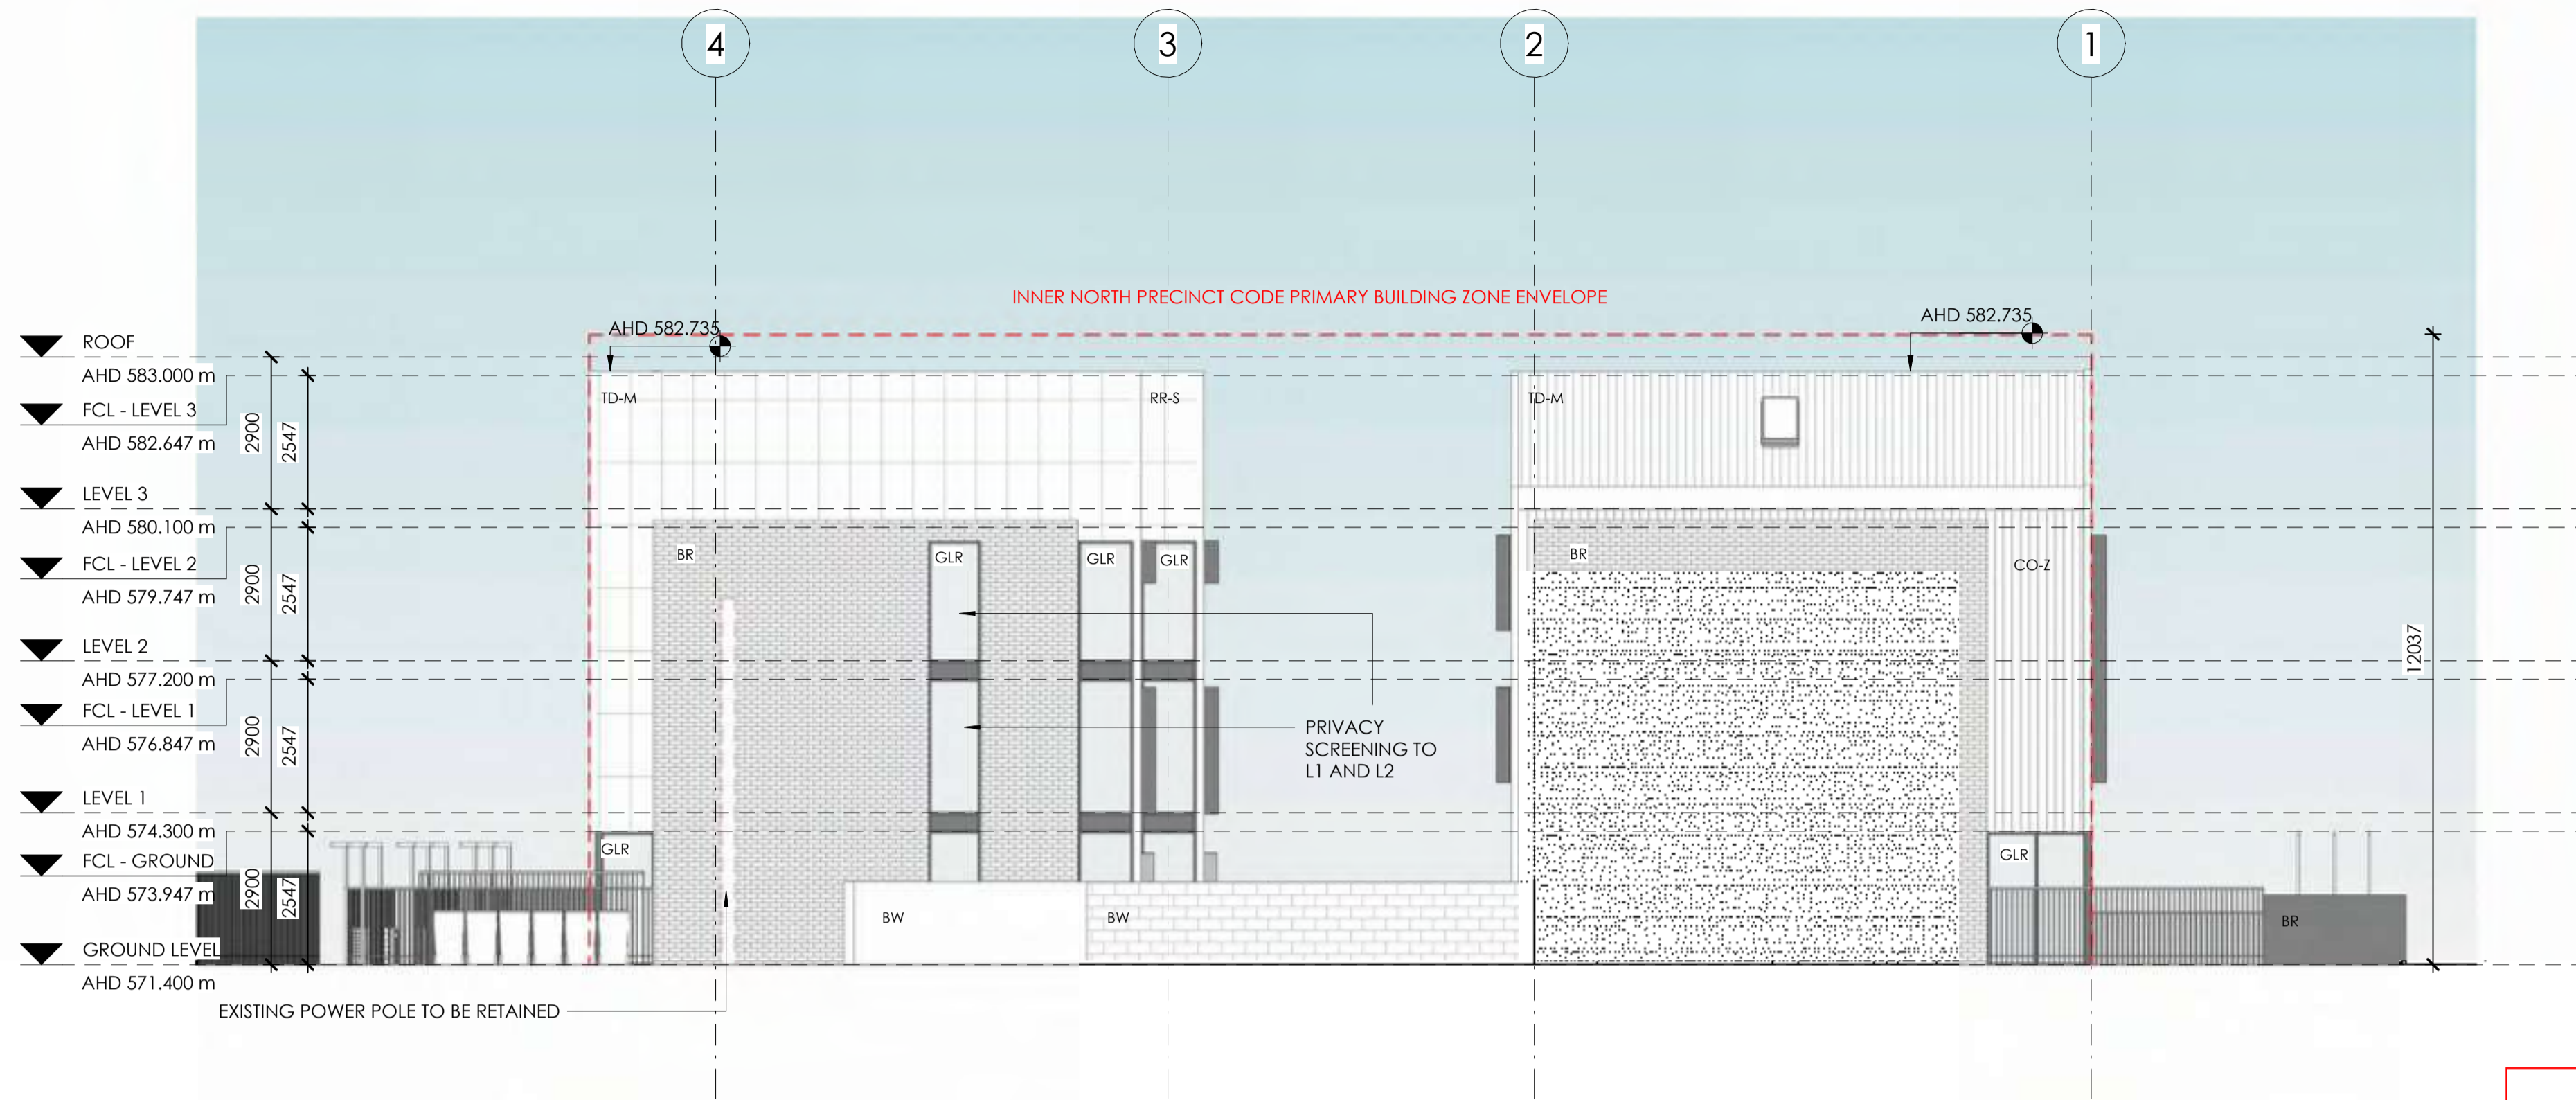 4
3
2
1
INNER NORTH PRECINCT CODE PRIMARY BUILDING ZONE ENVELOPE
AHD 582.735
AHD 582.735
ROOF
AHD 583.000 m
FCL - LEVEL 3
AHD 582.647 m
LEVEL 3
AHD 580.100 m
FCL - LEVEL 2
AHD 579.747 m
LEVEL 2
AHD 577.200 m
FCL - LEVEL 1
AHD 576.847 m
LEVEL 1
AHD 574.300 m
FCL - GROUND
AHD 573.947 m
GROUND LEVEL
AHD 571.400 m
2900
2547
2900
2547
2900
2547
2900
2547
TD-M
RR-S
TD-M
BR
GLR
GLR
GLR
BR
CO-Z
PRIVACY
SCREENING TO
L1 AND L2
12037
GLR
GLR
BW
BW
BR
EXISTING POWER POLE TO BE RETAINED